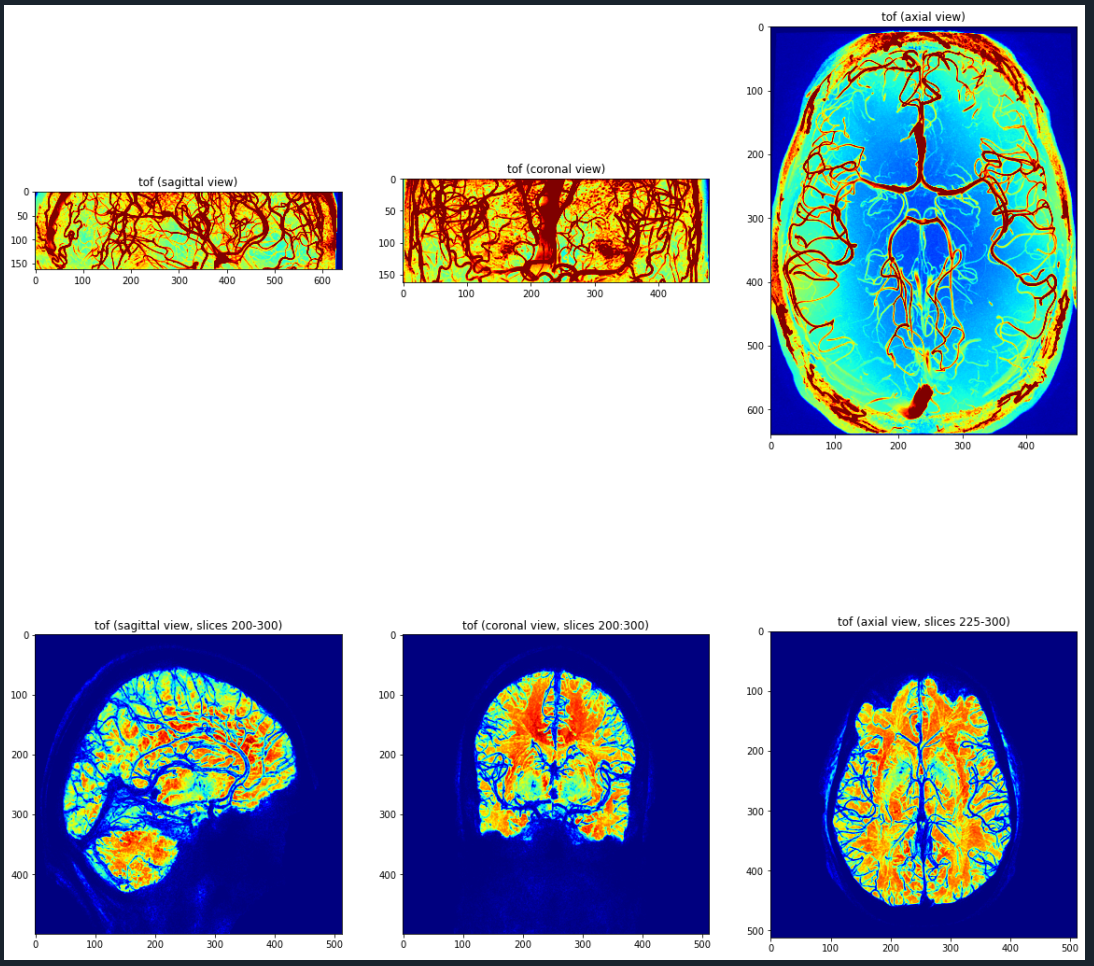 tof (axial view)
0
100
200
300
400
500
600
0 100 200 300 400
tof (sagittal view)
0
50
100
150
0 100 200 300 400 500 600
tof (coronal view)
0
50
100
150
0 100 200 300 400
tof (sagittal view, slices 200-300)
0
100
200
300
400
0 100 200 300 400 500
tof (coronal view, slices 200:300)
0
100
200
300
400
0 100 200 300 400 500
tof (axial view, slices 225-300)
0
100
200
300
400
500
0 100 200 300 400 500